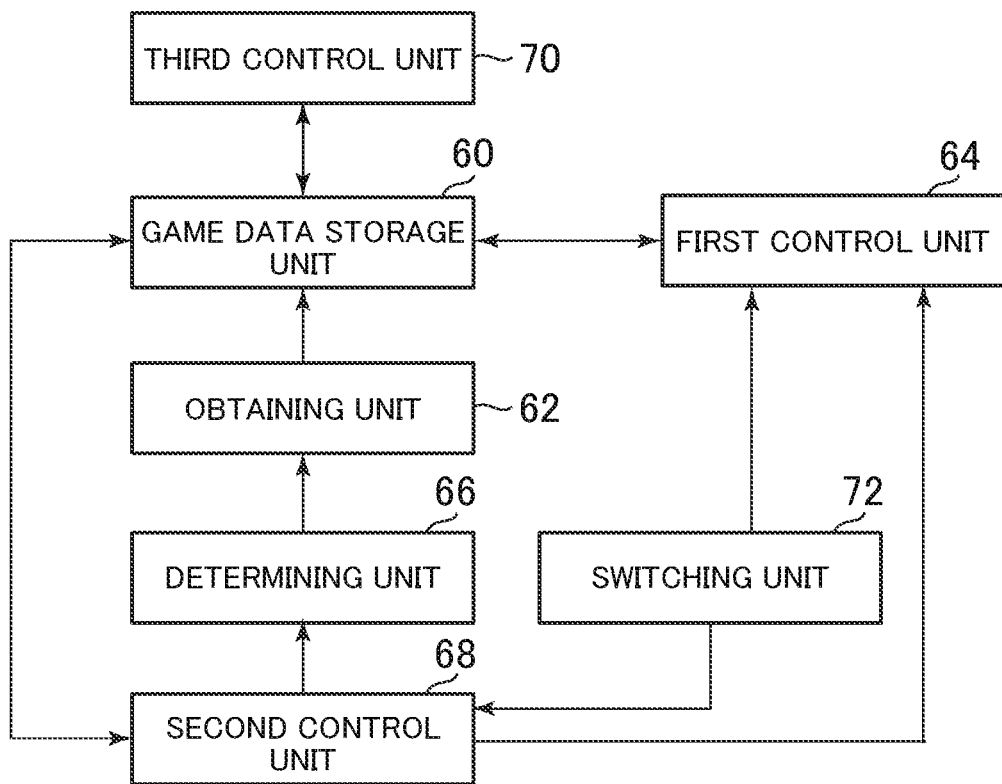 THIRD CONTROL UNIT
70
60
64
GAME DATA STORAGE
UNIT
FIRST CONTROL UNIT
OBTAINING UNIT
62
66
72
DETERMINING UNIT
SWITCHING UNIT
68
SECOND CONTROL
UNIT